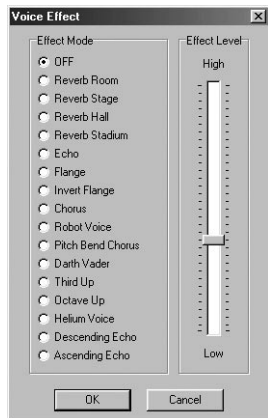 Voice Effect
Effect Mode
OFF
Reverb Room
Reverb Stage
Reverb Hall
Reverb Stadium
Echo
Flange
Invert Flange
Chorus
Robot Voice
Pitch Bend Chorus
Darth Vader
Third Up
Octave Up
Helium Voice
Descending Echo
Ascending Echo
Effect Level
High
Low
OK
Cancel